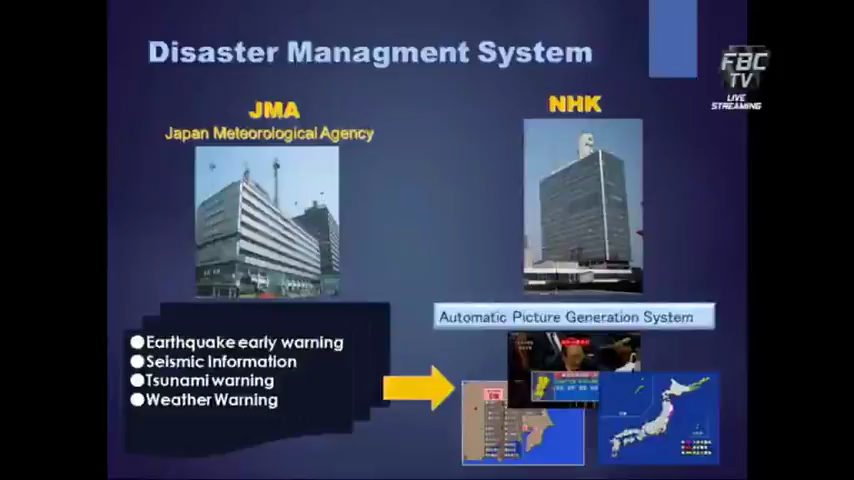 Disaster Managment System
FBC
TV
LIVE
STREAMING
JMA
Japan Meteorological Agency
NHK
Automatic Picture Generation System
●Earthquake early warning
●Seismic Information
●Tsunami warning
●Weather Warning